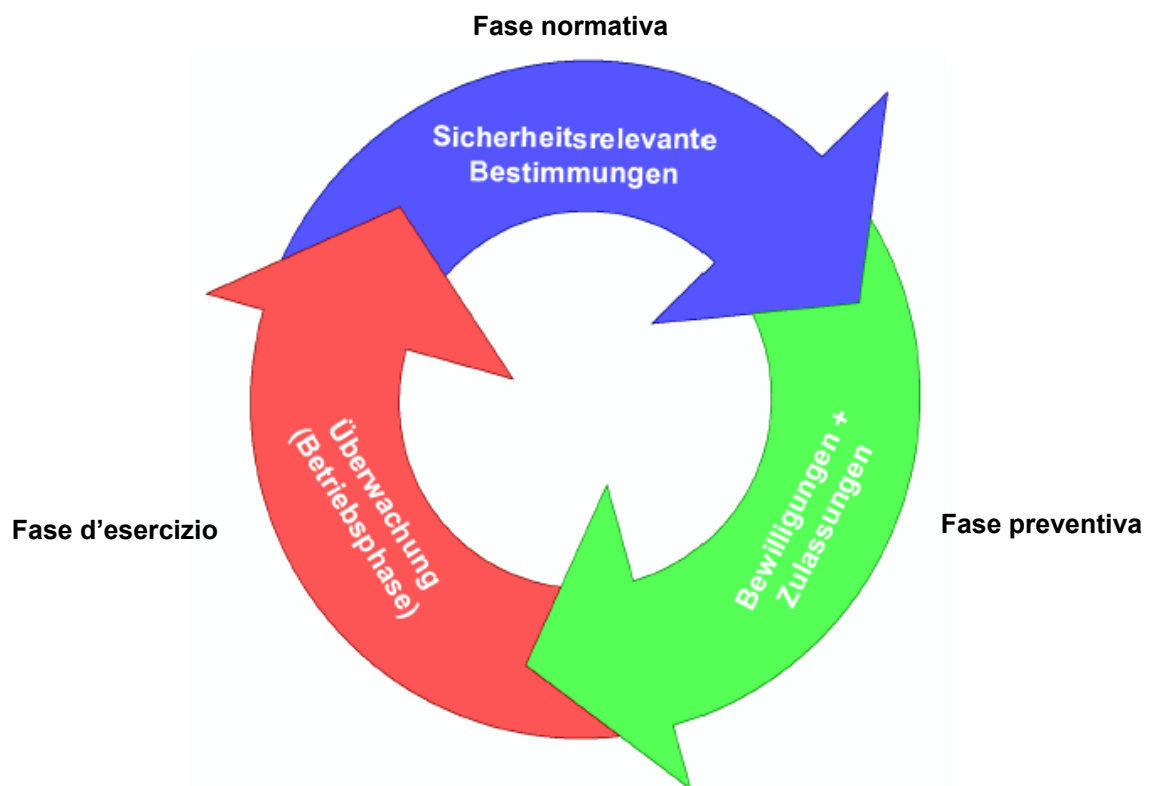 Fase normativa
Sicherheitsrelevante
Bestimmungen
Bewilligungen +
Zulassungen
Fase preventiva
Überwachung
(Betriebsphase)
Fase d’esercizio